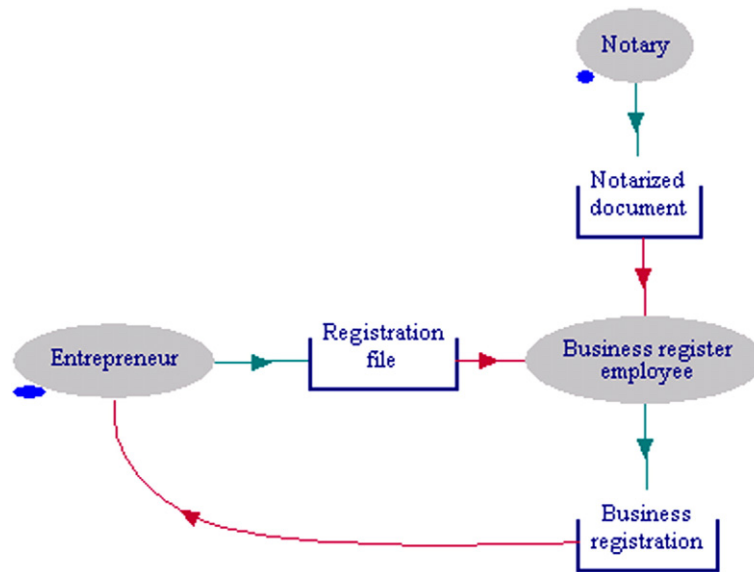 Notary
Notarized
document
Entrepreneur
Registration
file
Business register
employee
Business
registration